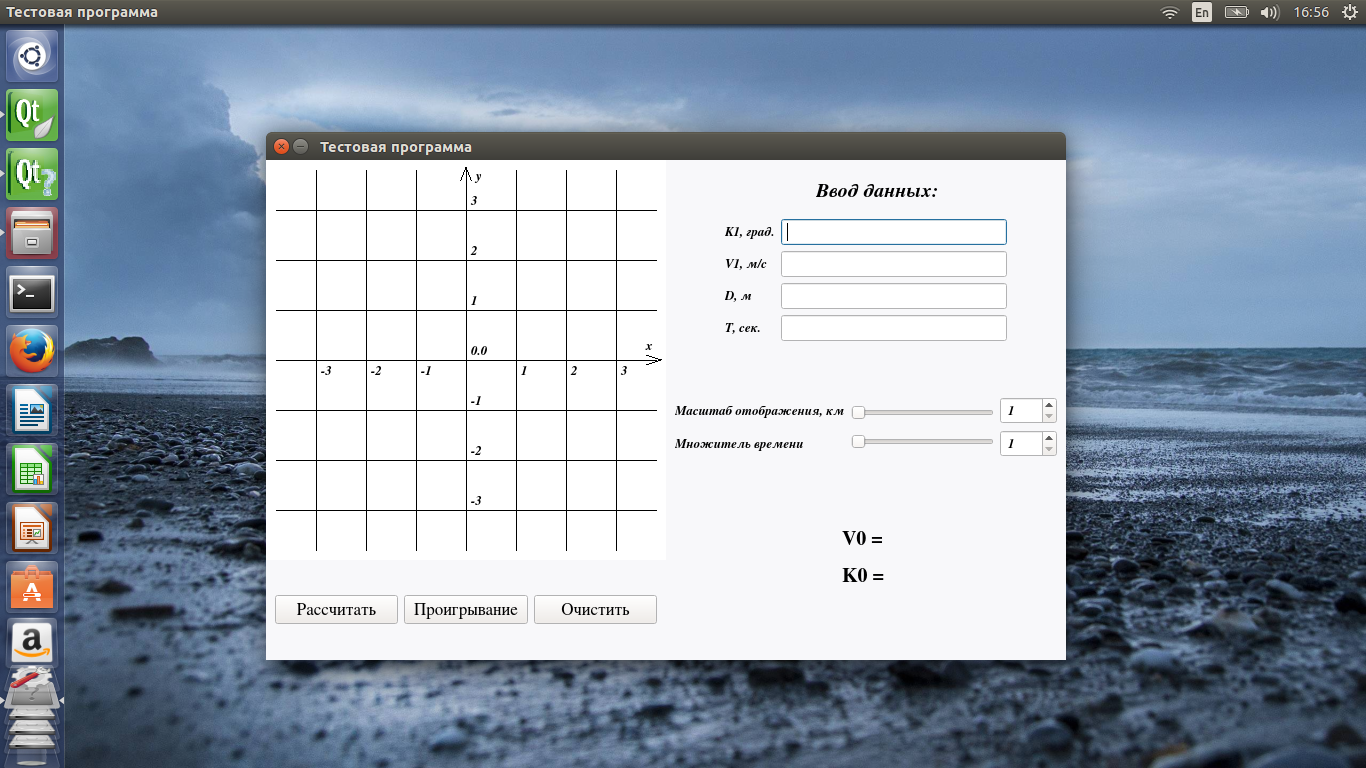 Тестовая программа
En
16:56
Qt
Qt
Тестовая программа
y
3
2
1
0.0
x
-3 -2 -1 1 2 3
-1
-2
-3
Рассчитать Проигрывание Очистить
Ввод данных:
K1, град.
V1, м/с
D, м
T, сек.
Масштаб отображения, км 1
Множитель времени 1
V0 =
K0 =